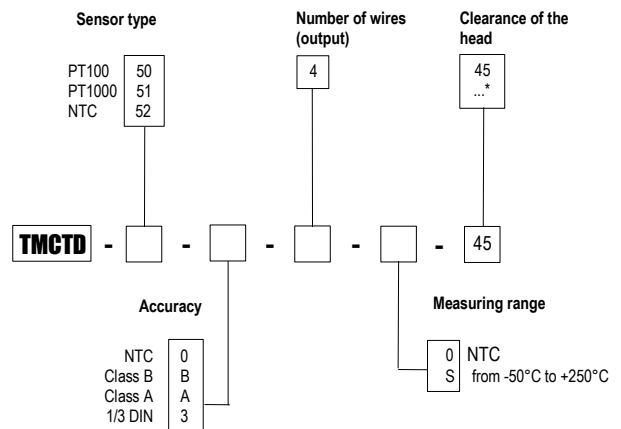 Sensor type
PT100 50
PT1000 51
NTC 52
Number of wires
(output)
4
Clearance of the
head
45
...*
TMCTD - - - - - 45
Accuracy
NTC 0
Class B B
Class A A
1/3 DIN 3
Measuring range
0 NTC
S from -50°C to +250°C